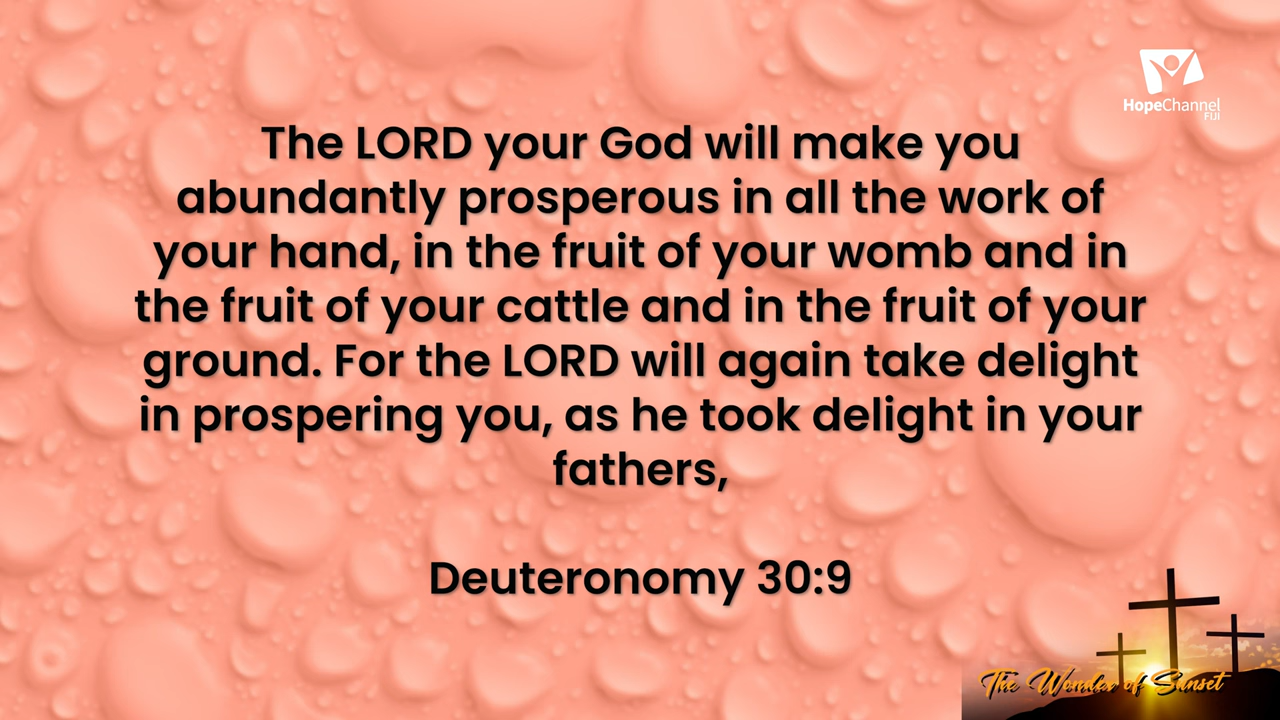 HopeChannel
FIJI
The LORD your God will make you
abundantly prosperous in all the work of
your hand, in the fruit of your womb and in
the fruit of your cattle and in the fruit of your
ground. For the LORD will again take delight
in prospering you, as he took delight in your
fathers,
Deuteronomy 30:9
The Wonder of Sunset